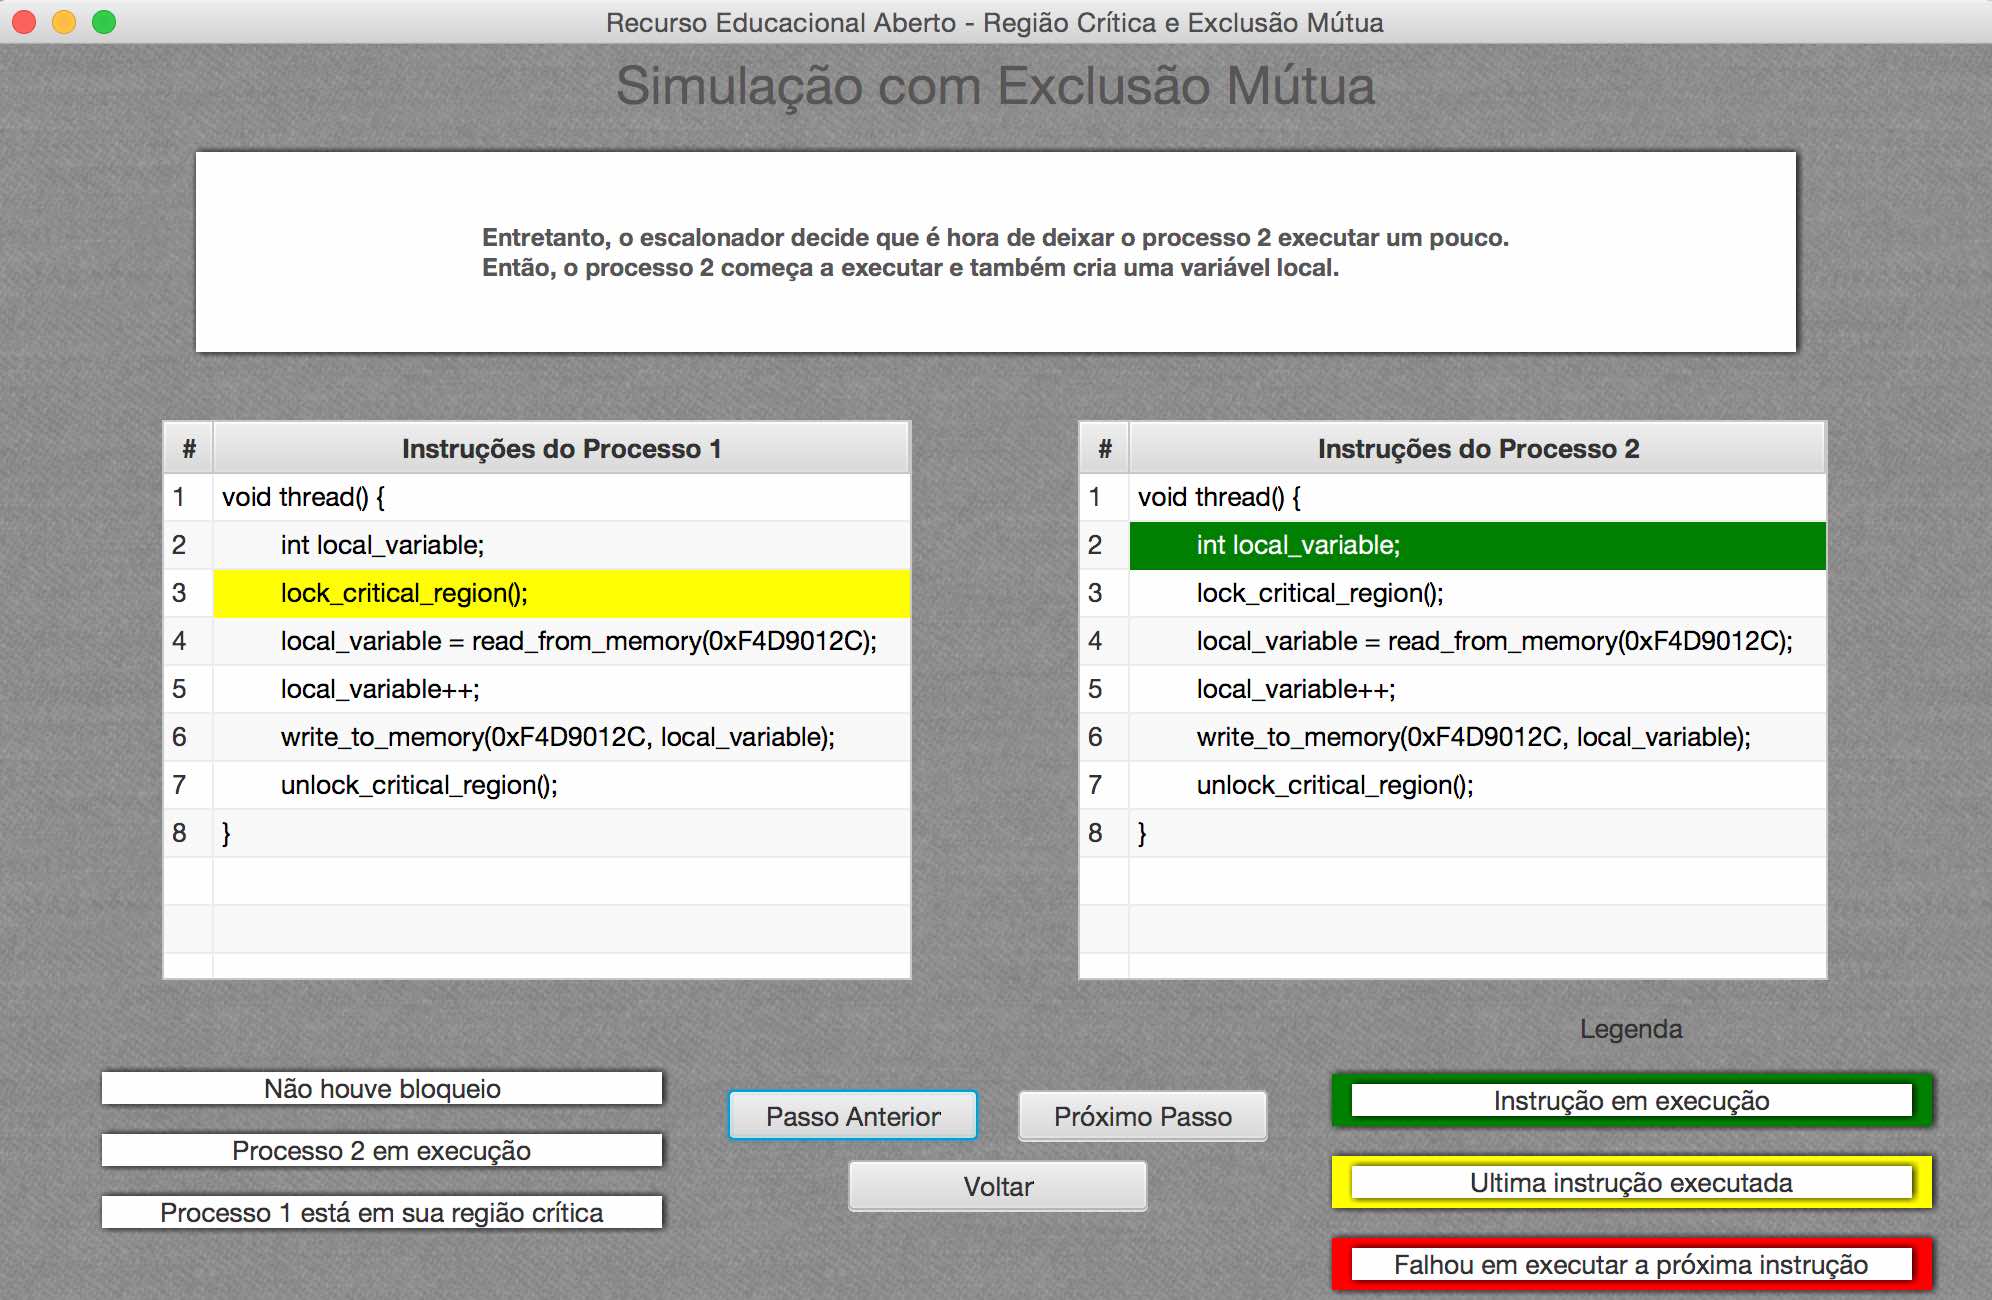 Recurso Educacional Aberto - Região Crítica e Exclusão Mútua
Simulação com Exclusão Mútua
Entretanto, o escalonador decide que é hora de deixar o processo 2 executar um pouco.
Então, o processo 2 começa a executar e também cria uma variável local.
# Instruções do Processo 1
1 void thread() {
2 int local_variable;
3 lock_critical_region();
4 local_variable = read_from_memory(0xF4D9012C);
5 local_variable++;
6 write_to_memory(0xF4D9012C, local_variable);
7 unlock_critical_region();
8 }
# Instruções do Processo 2
1 void thread() {
2 int local_variable;
3 lock_critical_region();
4 local_variable = read_from_memory(0xF4D9012C);
5 local_variable++;
6 write_to_memory(0xF4D9012C, local_variable);
7 unlock_critical_region();
8 }
Não houve bloqueio
Processo 2 em execução
Processo 1 está em sua região crítica
Passo Anterior
Próximo Passo
Voltar
Legenda
Instrução em execução
Ultima instrução executada
Falhou em executar a próxima instrução